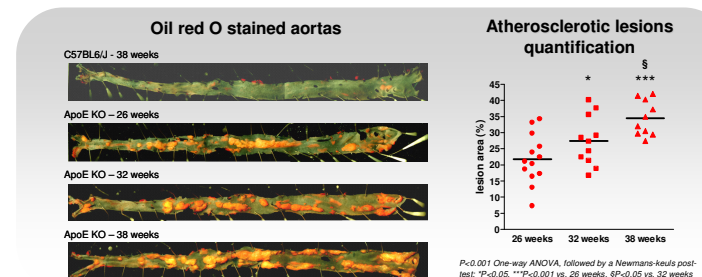 Oil red O stained aortas
C57BL6/J - 38 weeks
ApoE KO – 26 weeks
ApoE KO – 32 weeks
ApoE KO – 38 weeks
Atherosclerotic lesions
quantification
§
* ***
lesion area (%)
45
40
35
30
25
20
15
10
5
0
26 weeks 32 weeks 38 weeks
P<0.001 One-way ANOVA, followed by a Newmans-keuls post-
test: *P<0.05, ***P<0.001 vs. 26 weeks, §P<0.05 vs. 32 weeks